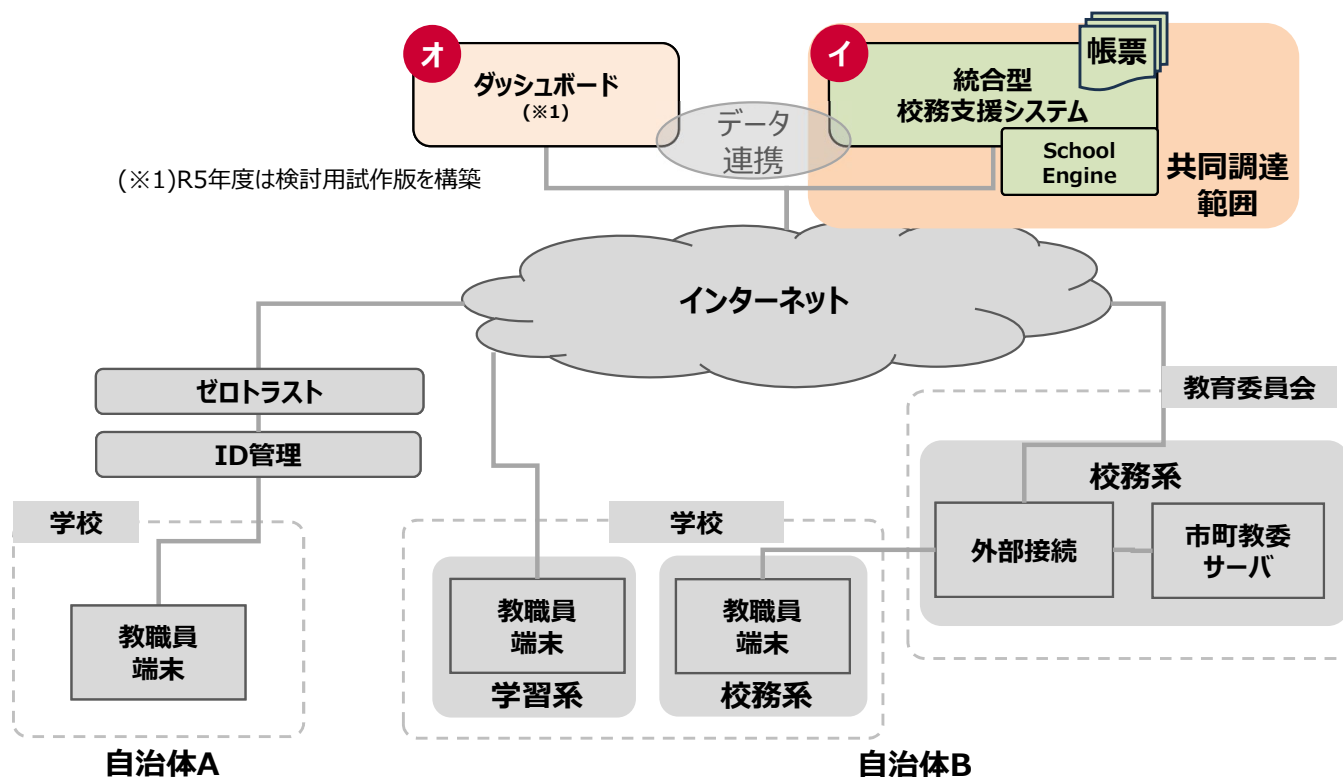 オ
ダッシュボード
(※1)
データ
連携
イ
統合型
校務支援システム
帳票
School
Engine
共同調達
範囲
(※1)R5年度は検討用試作版を構築
インターネット
ゼロトラスト
ID管理
学校
教職員
端末
自治体A
学校
教職員
端末
学習系
教職員
端末
校務系
教育委員会
校務系
外部接続
市町教委
サーバ
自治体B